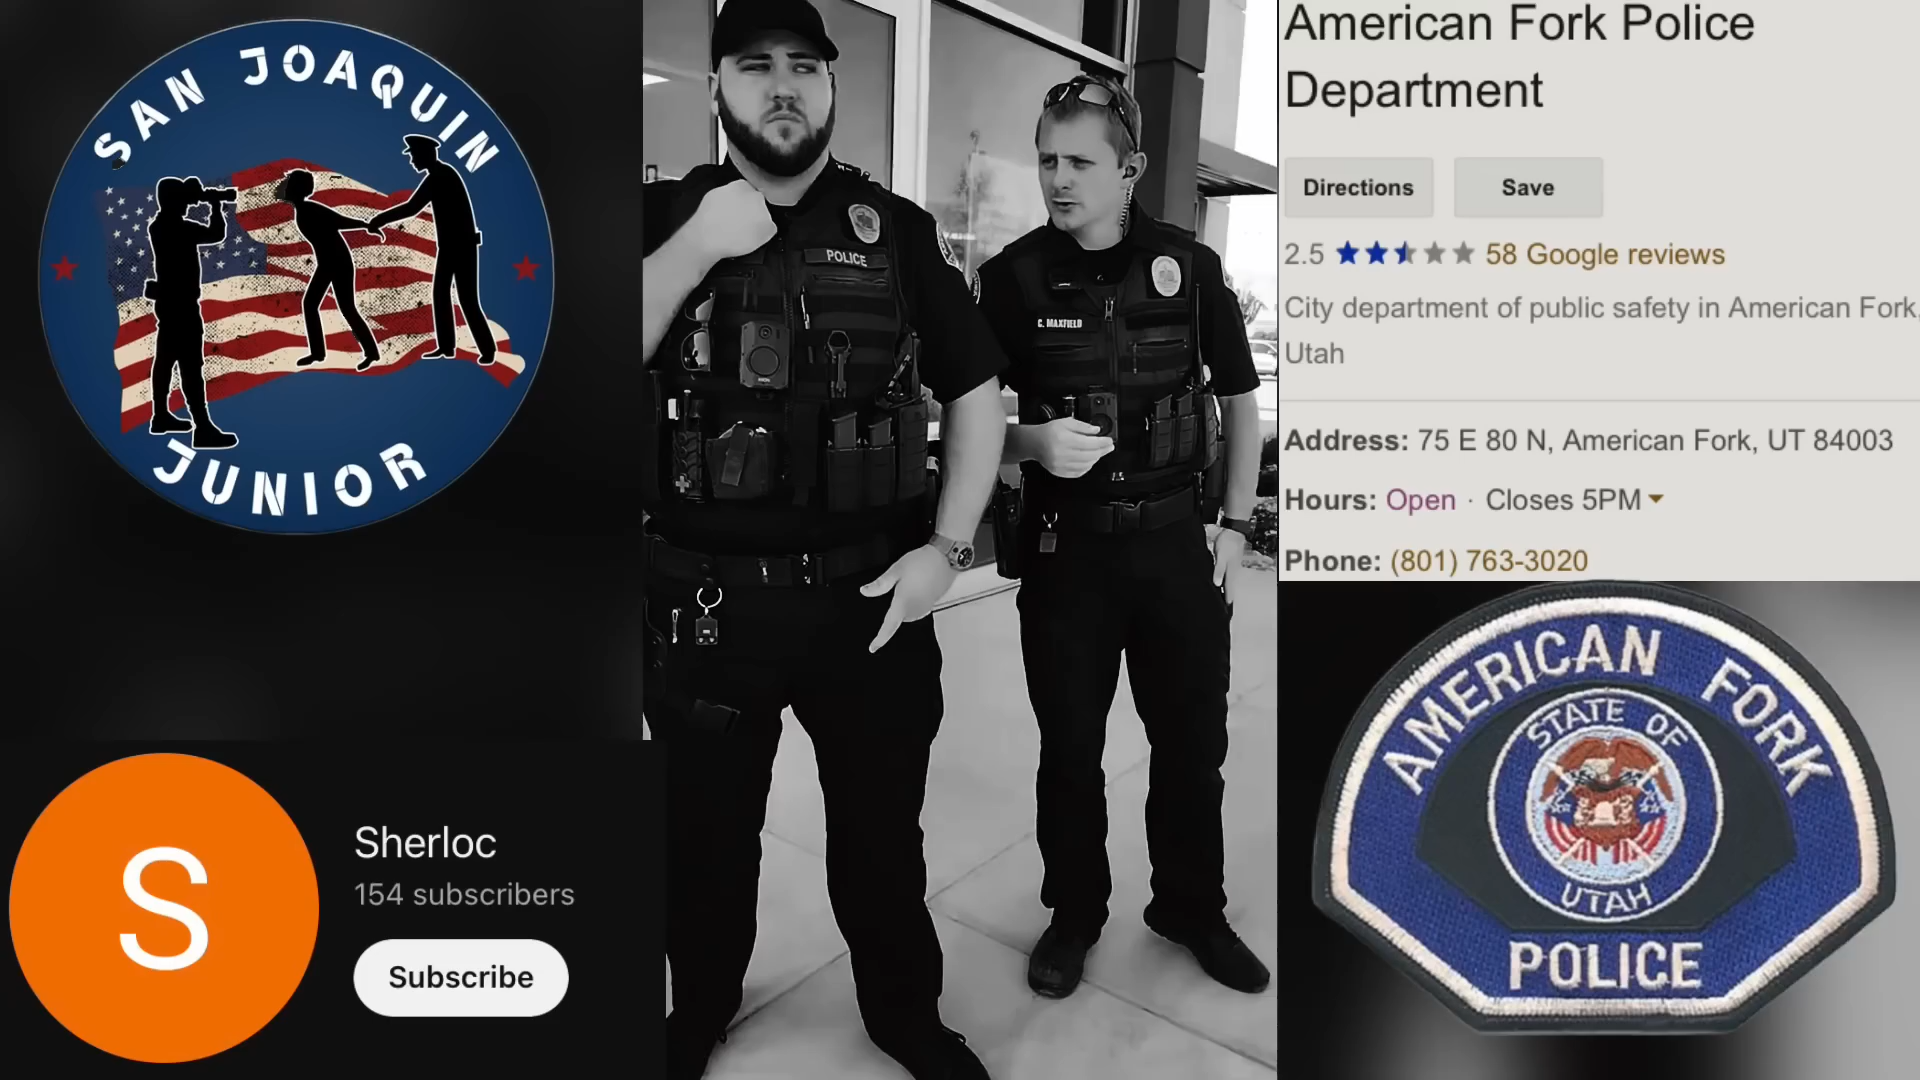 SAN JOAQUIN
JUNIOR
Sherloc
154 subscribers
Subscribe
S
POLICE
C. MAXFIELD
American Fork Police
Department
Directions
Save
2.5
58 Google reviews
City department of public safety in American Fork,
Utah
Address: 75 E 80 N, American Fork, UT 84003
Hours: Open · Closes 5PM
Phone: (801) 763-3020
AMERICAN FORK
STATE OF
UTAH
POLICE